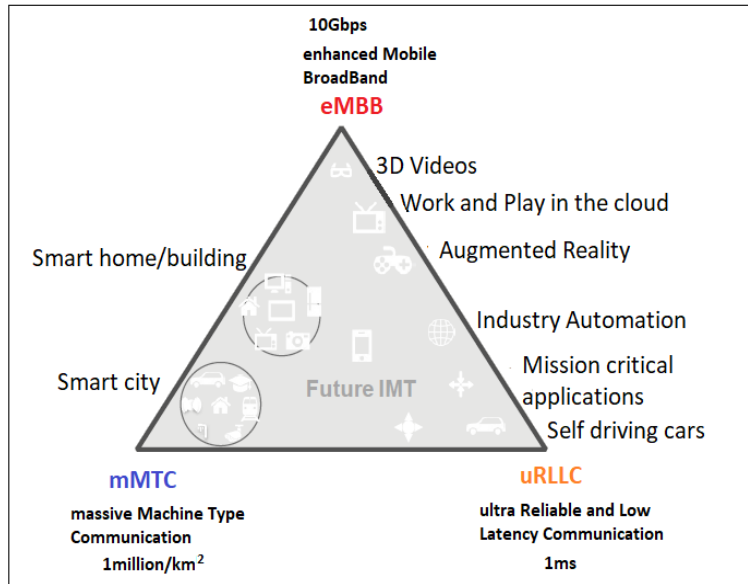 10Gbps
enhanced Mobile
BroadBand
eMBB
3D Videos
Work and Play in the cloud
Augmented Reality
Smart home/building
Industry Automation
Smart city
Mission critical
applications
Future IMT
Self driving cars
mMTC
massive Machine Type
Communication
1million/km²
uRLLC
ultra Reliable and Low
Latency Communication
1ms